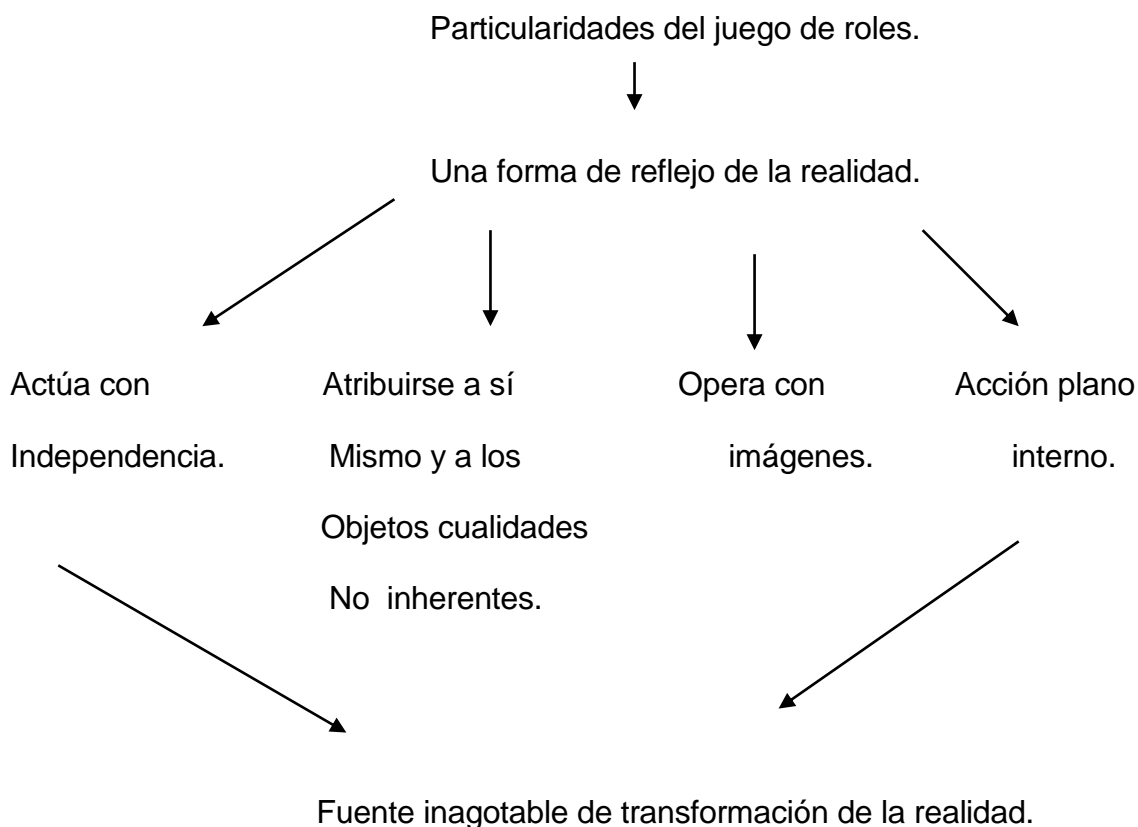 Particularidades del juego de roles.
Una forma de reflejo de la realidad.
Actúa con
Independencia.
Atribuirse a sí
Mismo y a los
Objetos cualidades
No inherentes.
Opera con
imágenes.
Acción plano
interno.
Fuente inagotable de transformación de la realidad.